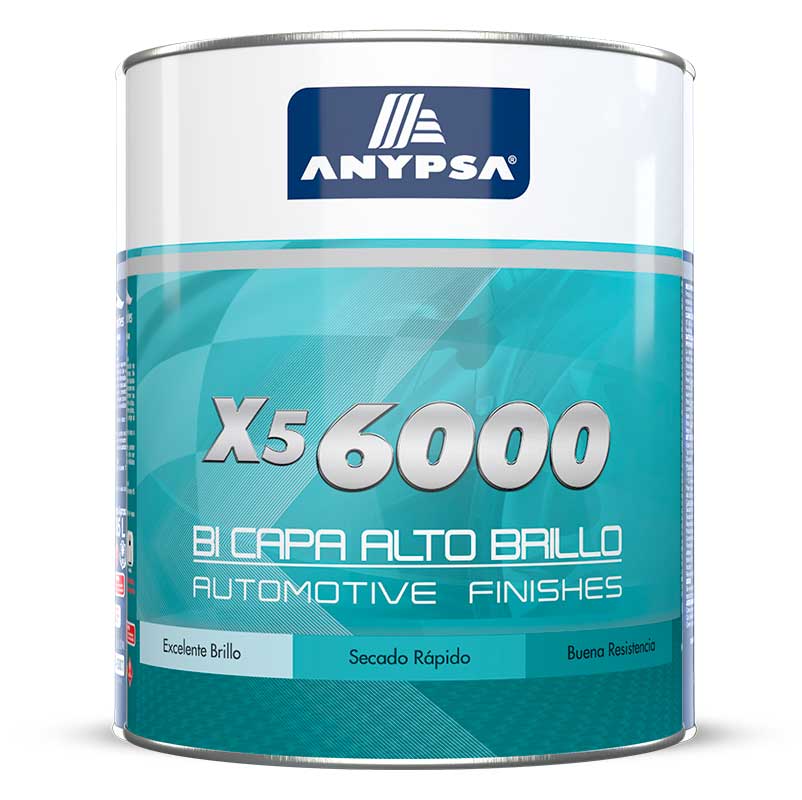 ANYPSA®
X5 6000
BI CAPA ALTO BRILLO
AUTOMOTIVE FINISHES
Excelente Brillo
Secado Rápido
Buena Resistencia